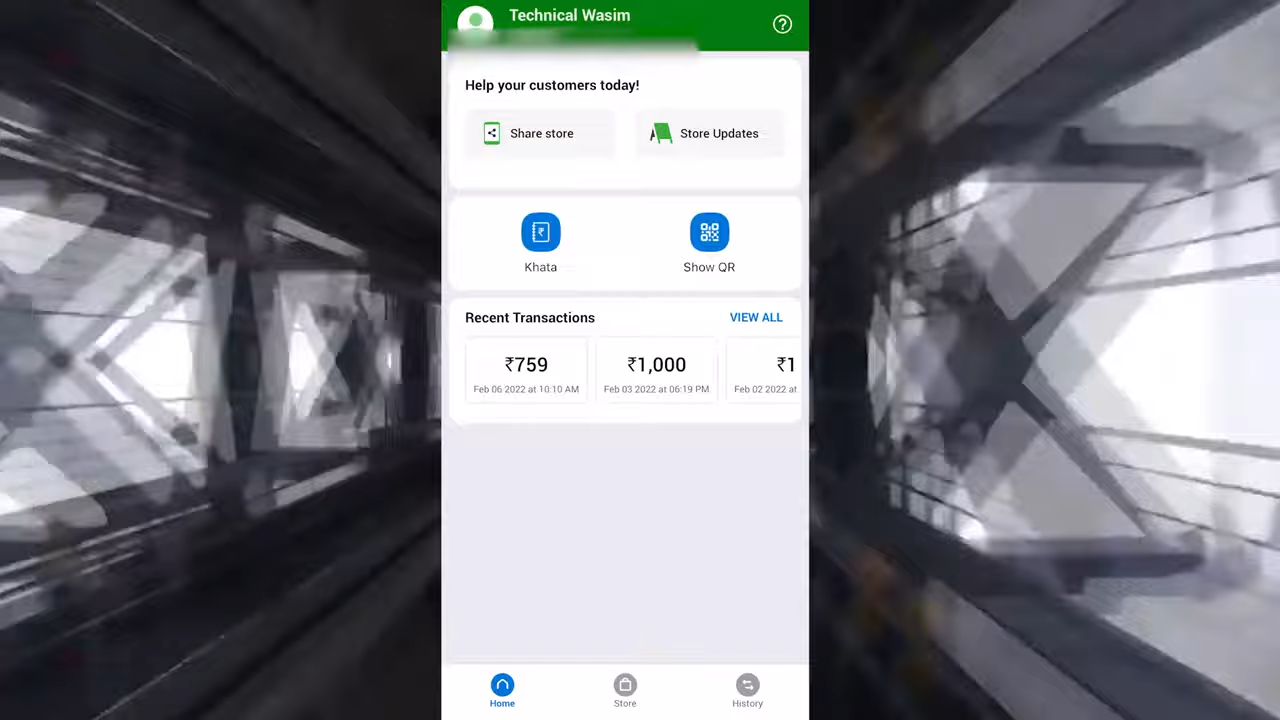 Technical Wasim
Help your customers today!
Share store
Store Updates
Khata
Show QR
Recent Transactions
VIEW ALL
₹759
₹1,000
₹1
Feb 06 2022 at 10:10 AM
Feb 03 2022 at 06:19 PM
Feb 02 2022 at
Home
Store
History